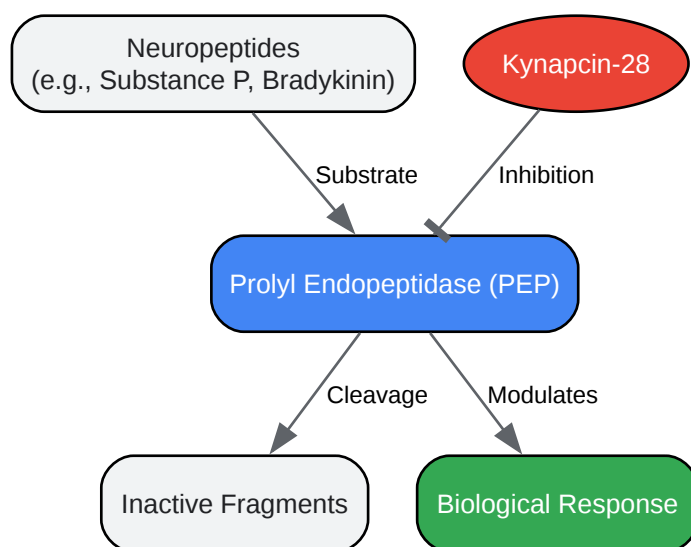 Neuropeptides
(e.g., Substance P, Bradykinin)
Kynapcin-28
Substrate
Inhibition
Prolyl Endopeptidase (PEP)
Cleavage
Modulates
Inactive Fragments
Biological Response